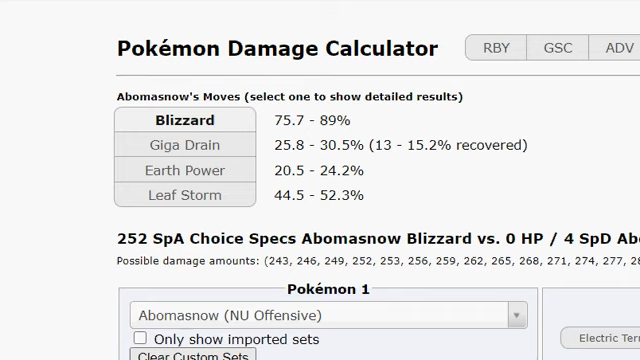 Pokémon Damage Calculator
RBY GSC ADV
Abomasnow's Moves (select one to show detailed results)
Blizzard 75.7 - 89%
Giga Drain 25.8 - 30.5% (13 - 15.2% recovered)
Earth Power 20.5 - 24.2%
Leaf Storm 44.5 - 52.3%
252 SpA Choice Specs Abomasnow Blizzard vs. 0 HP / 4 SpD Abo
Possible damage amounts: (243, 246, 249, 252, 253, 256, 259, 262, 265, 268, 271, 274, 277, 28
Pokémon 1
Abomasnow (NU Offensive)
Only show imported sets
Electric Terr
Clear Custom Sets